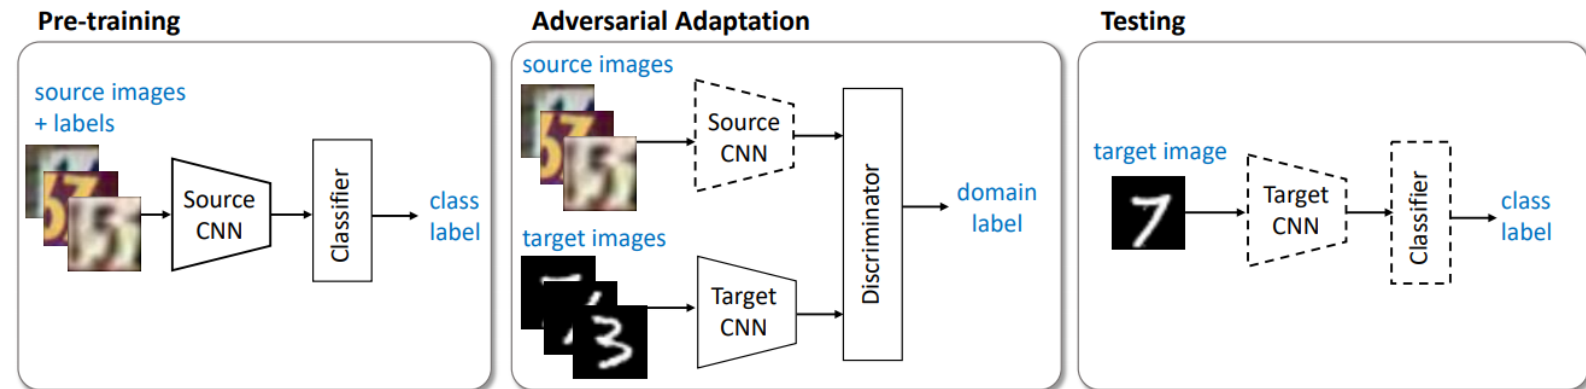 Pre-training
source images
+ labels
Source
CNN
Classifier
class
label
Adversarial Adaptation
source images
Source
CNN
target images
Target
CNN
Discriminator
domain
label
Testing
target image
7
Target
CNN
Classifier
class
label